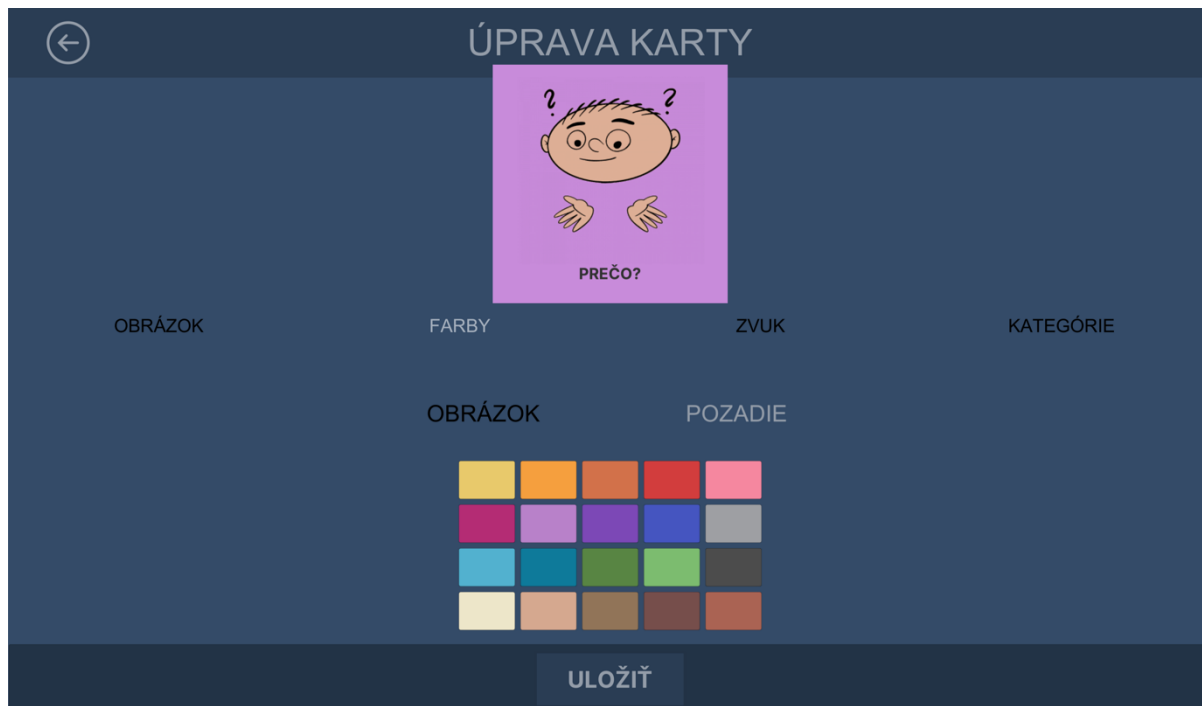 ÚPRAVA KARTY
? ?
PREČO?
OBRÁZOK FARBY ZVUK KATEGÓRIE
OBRÁZOK POZADIE
ULOŽIŤ